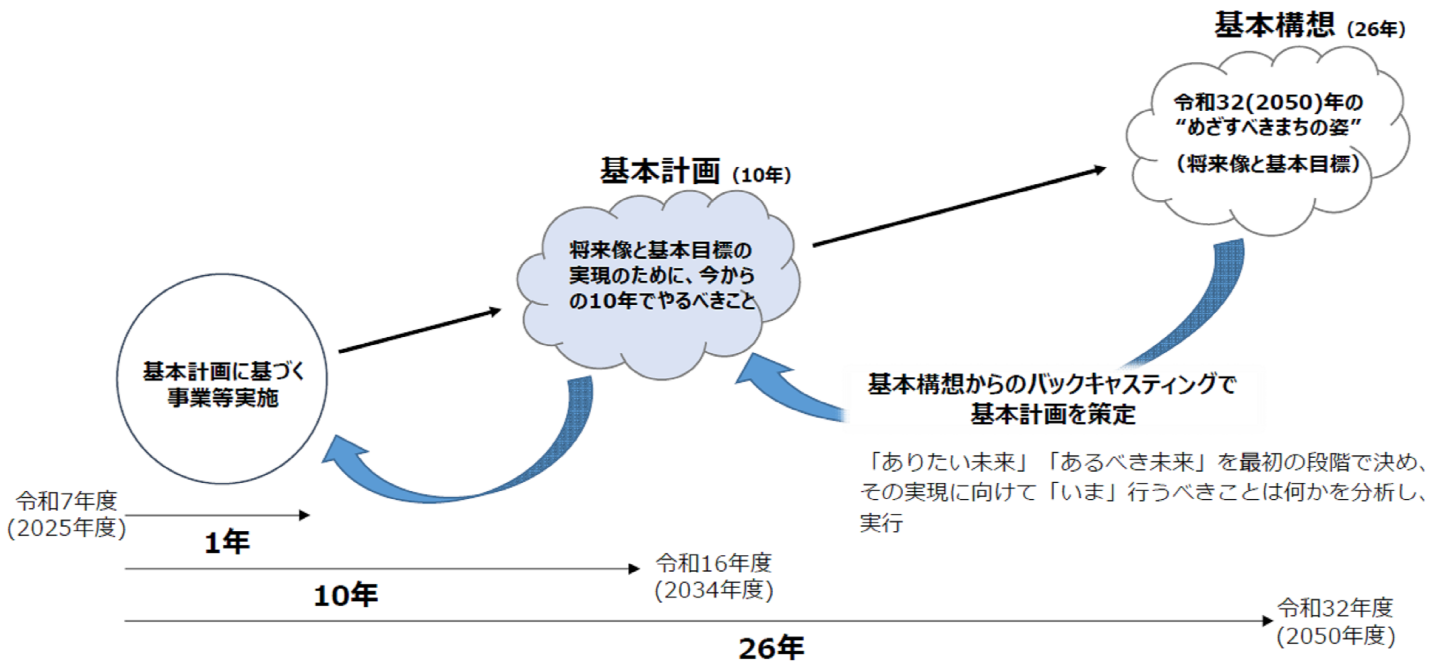 基本構想（26年）
令和32(2050)年の
“めざすべきまちの姿”
（将来像と基本目標）
基本計画（10年）
将来像と基本目標の
実現のために、今から
の10年でやるべきこと
基本計画に基づく
事業等実施
基本構想からのバックキャスティングで
基本計画を策定
「ありたい未来」「あるべき未来」を最初の段階で決め、
その実現に向けて「いま」行うべきことは何かを分析し、
実行
令和7年度
(2025年度)
1年
令和16年度
(2034年度)
10年
令和32年度
(2050年度)
26年